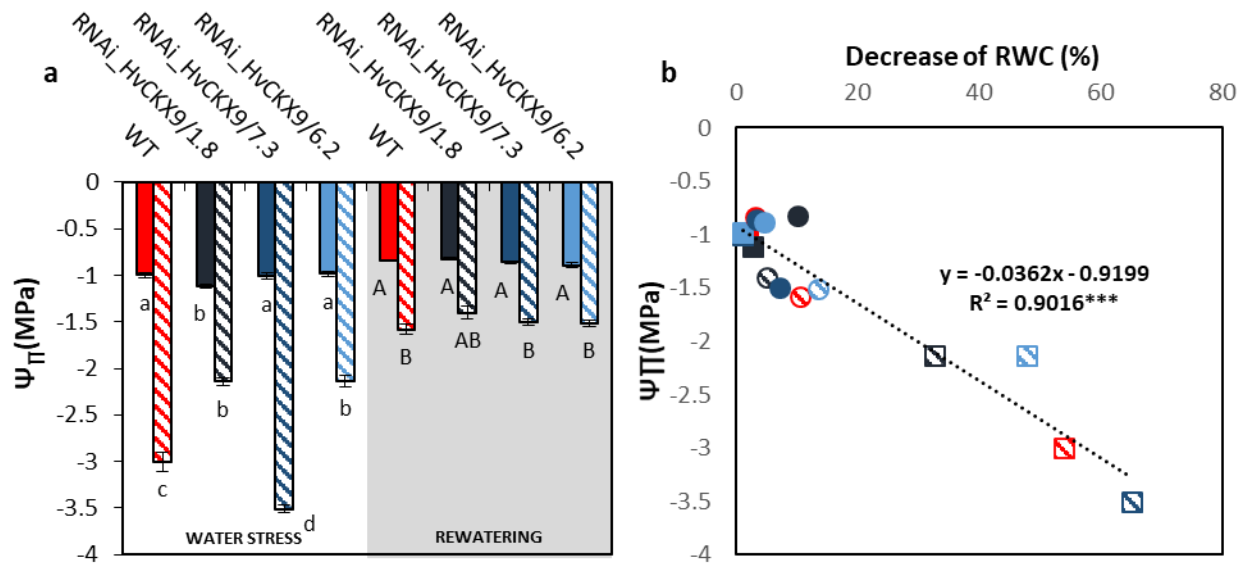 a
WT
RNAi_HvCKX9/1.8
RNAi_HvCKX9/7.3
RNAi_HvCKX9/6.2
WT
RNAi_HvCKX9/1.8
RNAi_HvCKX9/7.3
RNAi_HvCKX9/6.2
0
-0.5
-1
-1.5
-2
-2.5
-3
-3.5
-4
Ψπ(MPa)
a b a a A A A A
c b d b B AB B B
WATER STRESS REWATERING
b
Decrease of RWC (%)
0 20 40 60 80
0
-0.5
-1
-1.5
-2
-2.5
-3
-3.5
-4
ΨΠ(MPa)
y = -0.0362x - 0.9199
R² = 0.9016***